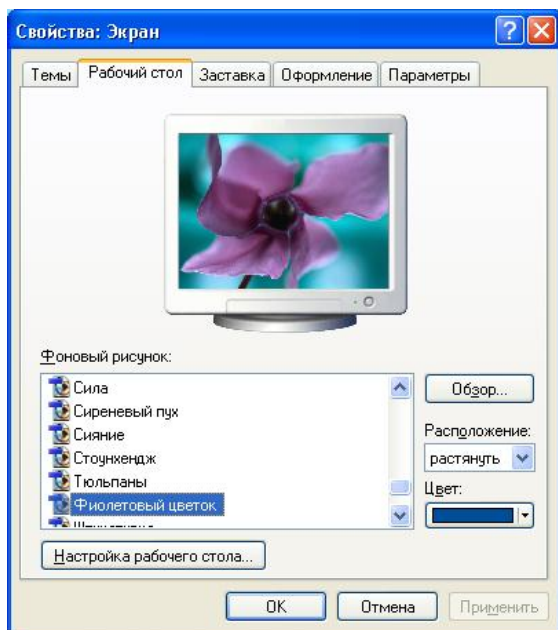 Свойства: Экран
Темы Рабочий стол Заставка Оформление Параметры
Фоновый рисунок:
Сила
Сиреневый пух
Сияние
Стоунхендж
Тюльпаны
Фиолетовый цветок
Обзор...
Расположение:
растянуть
Цвет:
Настройка рабочего стола...
ОК Отмена Применить